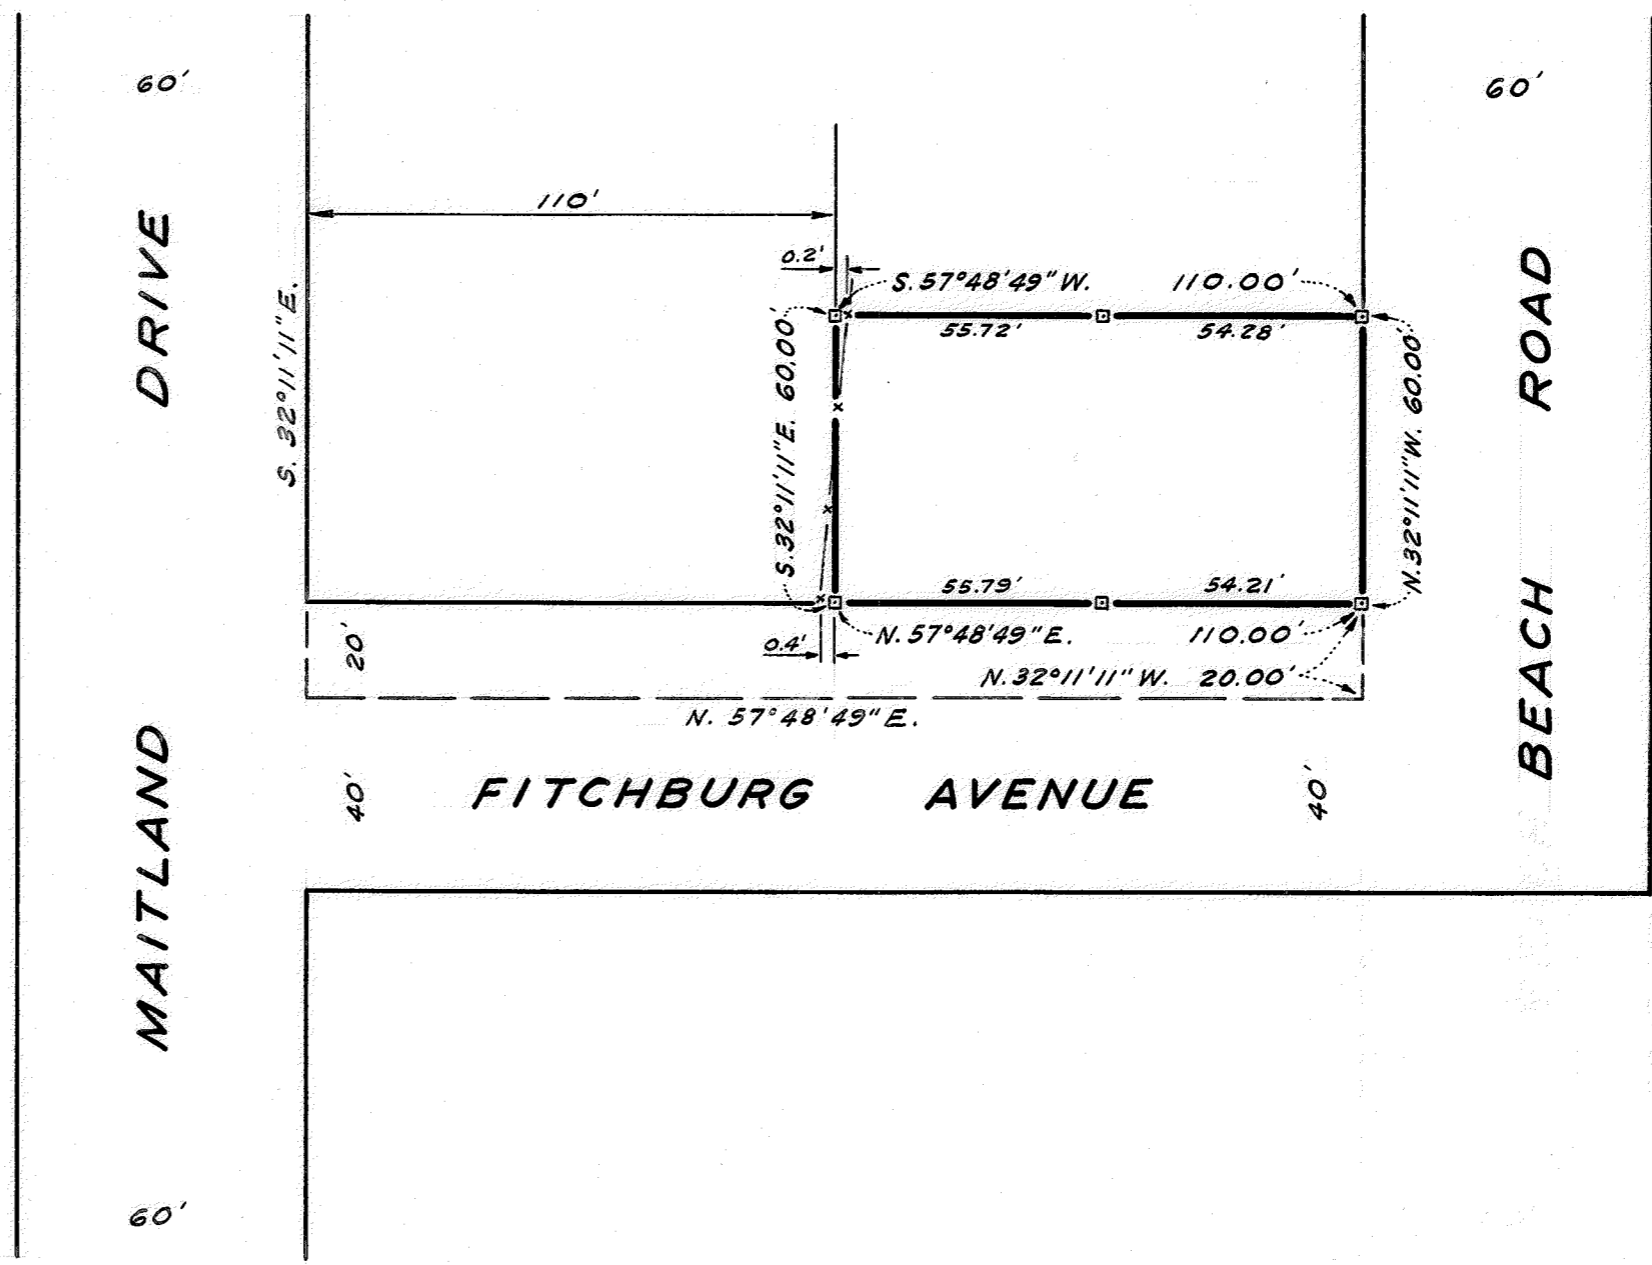 60'
60'
DRIVE
110'
0.2'
S. 57°48'49" W.
110.00'
S. 32°11'11" E.
S. 32°11'11" E. 60.00'
55.72'
54.28'
N. 32°11'11" W. 60.00'
ROAD
55.79'
54.21'
20'
0.4'
N. 57°48'49" E.
110.00'
N. 32°11'11" W. 20.00'
N. 57°48'49" E.
BEACH
MAITLAND
40'
FITCHBURG AVENUE
40'
60'